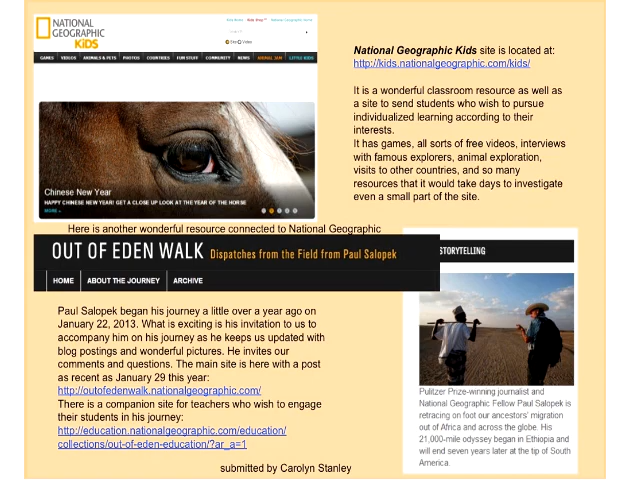 NATIONAL
GEOGRAPHIC
KiDS
GAMES VIDEOS ANIMALS & PETS PHOTOS COUNTRIES FUN STUFF COMMUNITY NEWS ANIMAL JAM LITTLE KIDS
Chinese New Year
HAPPY CHINESE NEW YEAR! GET A CLOSE UP LOOK AT THE YEAR OF THE HORSE
MORE »
National Geographic Kids site is located at:
http://kids.nationalgeographic.com/kids/
It is a wonderful classroom resource as well as
a site to send students who wish to pursue
individualized learning according to their
interests.
It has games, all sorts of free videos, interviews
with famous explorers, animal exploration,
visits to other countries, and so many
resources that it would take days to investigate
even a small part of the site.
Here is another wonderful resource connected to National Geographic
OUT OF EDEN WALK Dispatches from the Field from Paul Salopek
HOME ABOUT THE JOURNEY ARCHIVE
STORYTELLING
Paul Salopek began his journey a little over a year ago on
January 22, 2013. What is exciting is his invitation to us to
accompany him on his journey as he keeps us updated with
blog postings and wonderful pictures. He invites our
comments and questions. The main site is here with a post
as recent as January 29 this year:
http://outofedenwalk.nationalgeographic.com/
There is a companion site for teachers who wish to engage
their students in his journey:
http://education.nationalgeographic.com/education/
collections/out-of-eden-education/?ar_a=1
Pulitzer Prize-winning journalist and
National Geographic Fellow Paul Salopek is
retracing on foot our ancestors' migration
out of Africa and across the globe. His
21,000-mile odyssey began in Ethiopia and
will end seven years later at the tip of South
America.
submitted by Carolyn Stanley